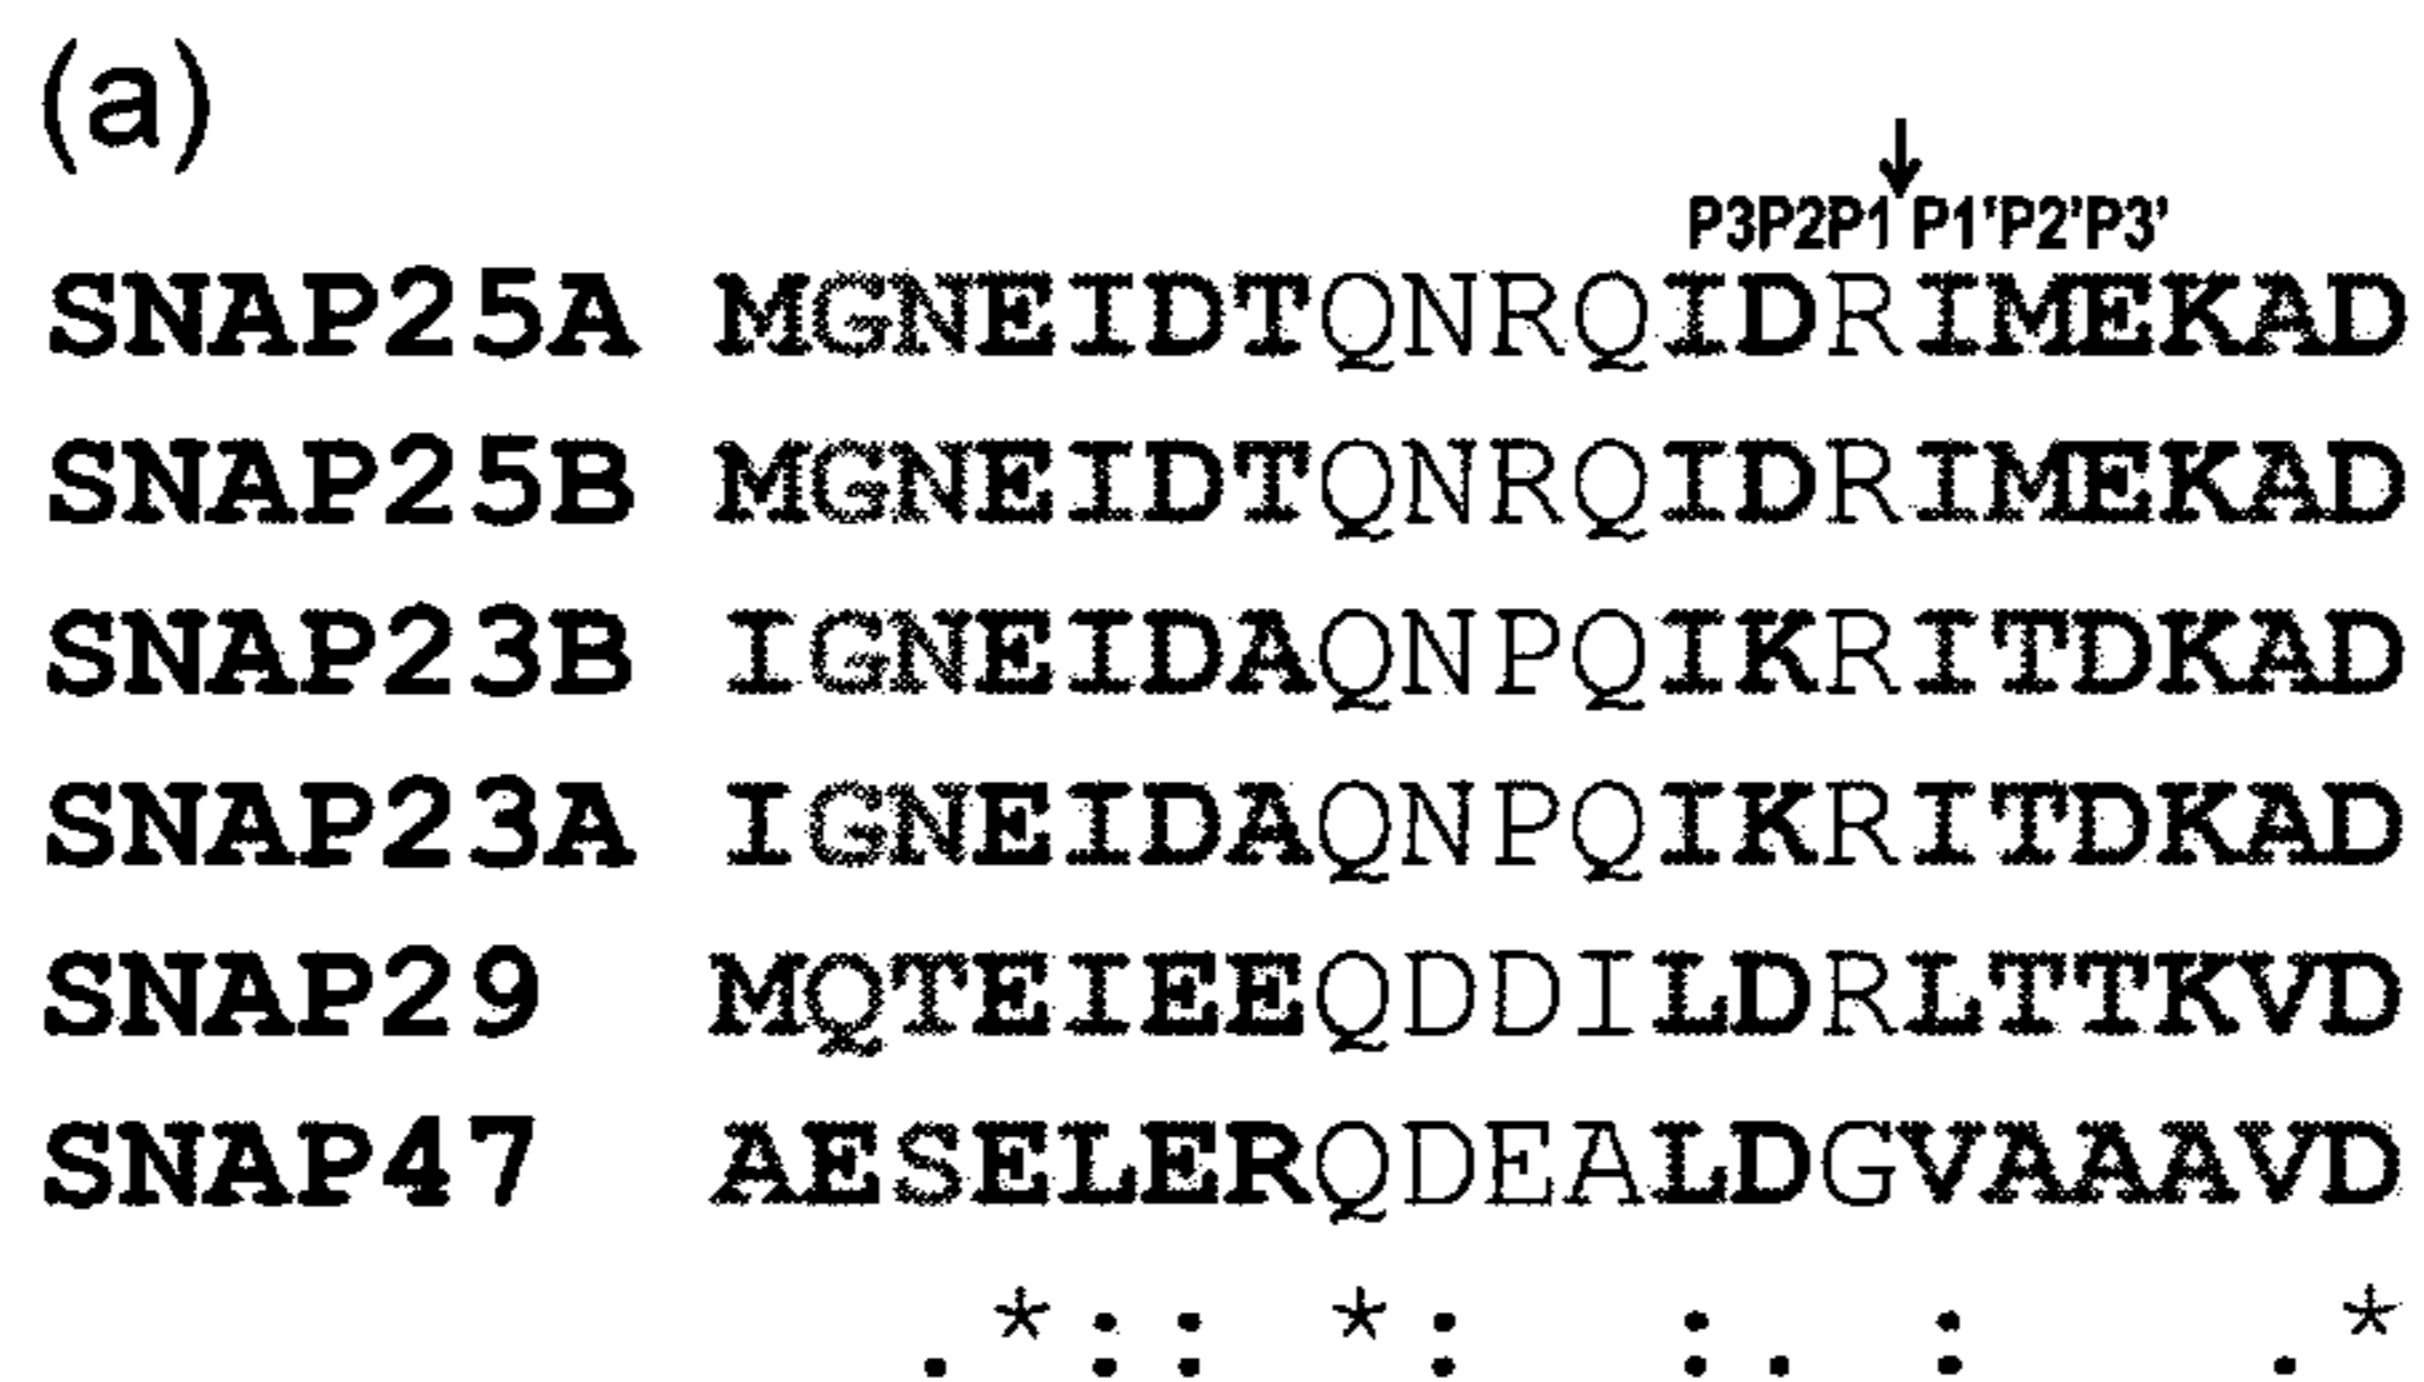 (a)
↓
P3P2P1 P1'P2'P3'
SNAP25A MGNEIDTQNRQIDRIMEKAD
SNAP25B MGNEIDTQNRQIDRIMEKAD
SNAP23B IGNEIDAQNPQIKRITDKAD
SNAP23A IGNEIDAQNPQIKRITDKAD
SNAP29 MQTEIEEQDDILDRLTTKVD
SNAP47 AESELERQDEALDGVAAAVD
.*:: *: :. : .*